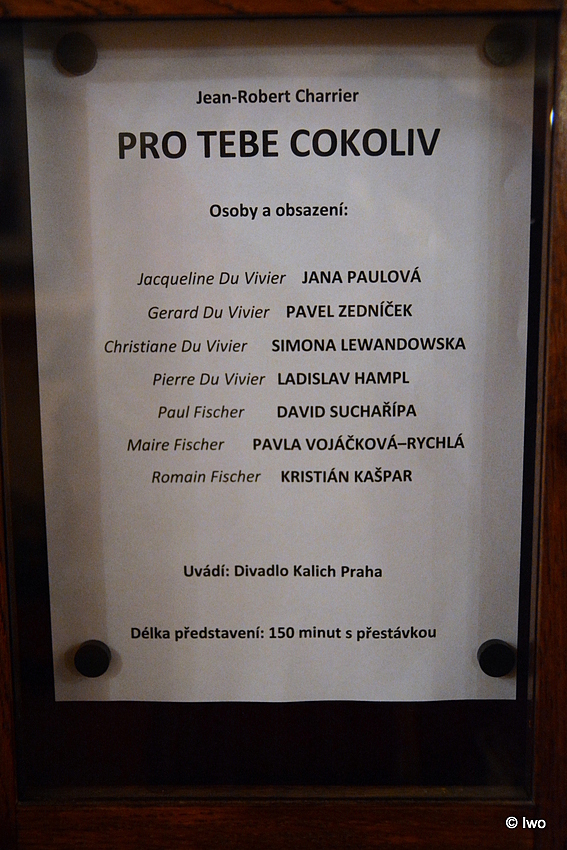 Jean-Robert Charrier
PRO TEBE COKOLIV
Osoby a obsazení:
Jacqueline Du Vivier JANA PAULOVÁ
Gerard Du Vivier PAVEL ZEDNÍČEK
Christiane Du Vivier SIMONA LEWANDOWSKA
Pierre Du Vivier LADISLAV HAMPL
Paul Fischer DAVID SUCHAŘÍPA
Maire Fischer PAVLA VOJÁČKOVÁ–RYCHLÁ
Romain Fischer KRISTIÁN KAŠPAR
Uvádí: Divadlo Kalich Praha
Délka představení: 150 minut s přestávkou
© Iwo